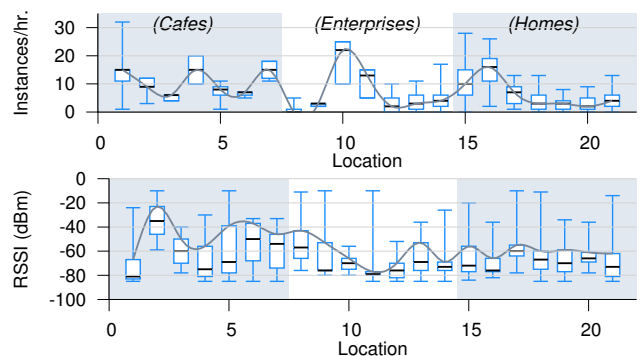 (Cafes) (Enterprises) (Homes)
Instances/hr.
30
20
10
0
0 5 10 15 20
Location
RSSI (dBm)
0
-20
-40
-60
-80
-100
0 5 10 15 20
Location